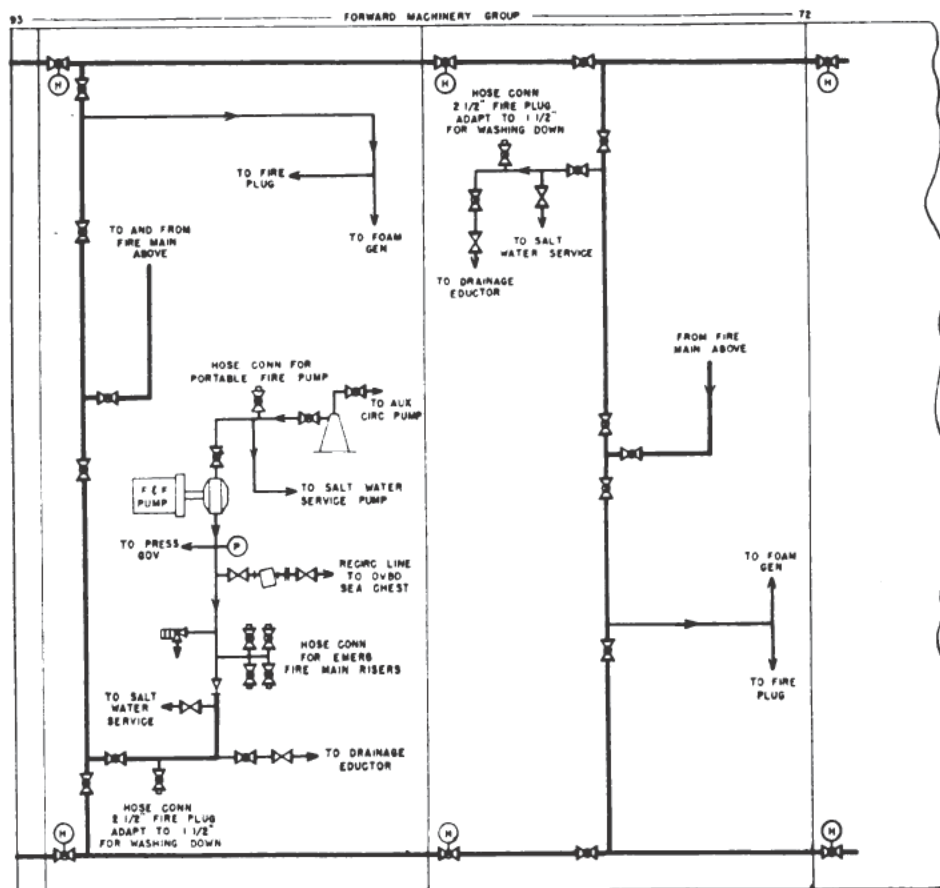 93
FORWARD MACHINERY GROUP
72
H
H
H
HOSE CONN
2 1/2" FIRE PLUG
ADAPT TO 1 1/2"
FOR WASHING DOWN
TO FIRE
PLUG
TO FOAM
GEN
TO AND FROM
FIRE MAIN
ABOVE
TO SALT
WATER SERVICE
TO DRAINAGE
EDUCTOR
FROM FIRE
MAIN ABOVE
HOSE CONN FOR
PORTABLE FIRE PUMP
TO AUX
CIRC PUMP
F & F
PUMP
TO SALT WATER
SERVICE PUMP
TO PRESS
GOV
P
RECIRC LINE
TO OVBD
SEA CHEST
TO FOAM
GEN
HOSE CONN
FOR EMERG
FIRE MAIN RISERS
TO FIRE
PLUG
TO SALT
WATER
SERVICE
TO DRAINAGE
EDUCTOR
HOSE CONN
2 1/2" FIRE PLUG
ADAPT TO 1 1/2"
FOR WASHING DOWN
H
H
H